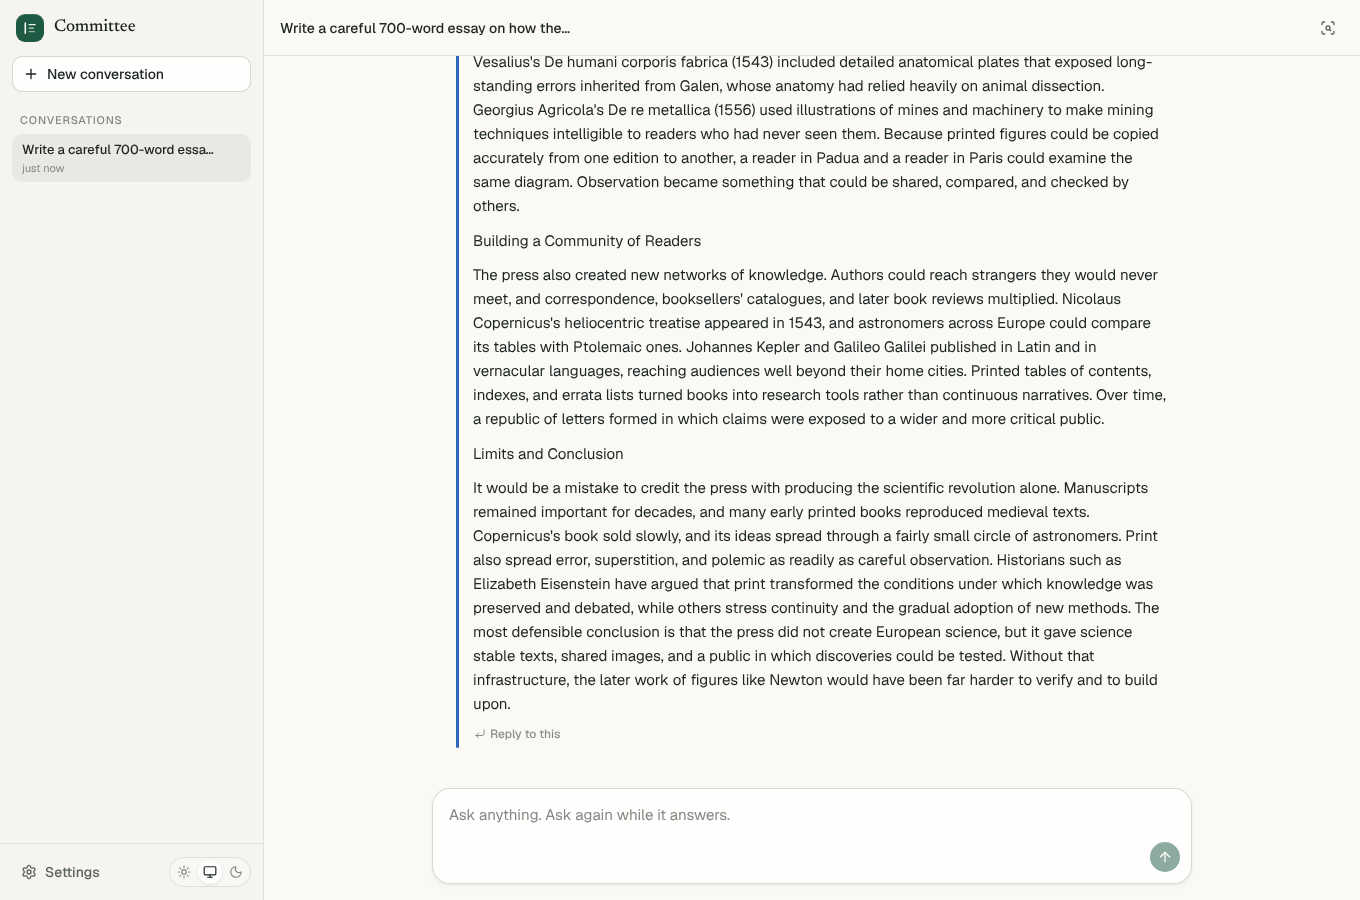 Committee
New conversation
CONVERSATIONS
Write a careful 700-word essa…
just now
Settings
Write a careful 700-word essay on how the…
Vesalius's De humani corporis fabrica (1543) included detailed anatomical plates that exposed long-
standing errors inherited from Galen, whose anatomy had relied heavily on animal dissection.
Georgius Agricola's De re metallica (1556) used illustrations of mines and machinery to make mining
techniques intelligible to readers who had never seen them. Because printed figures could be copied
accurately from one edition to another, a reader in Padua and a reader in Paris could examine the
same diagram. Observation became something that could be shared, compared, and checked by
others.
Building a Community of Readers
The press also created new networks of knowledge. Authors could reach strangers they would never
meet, and correspondence, booksellers' catalogues, and later book reviews multiplied. Nicolaus
Copernicus's heliocentric treatise appeared in 1543, and astronomers across Europe could compare
its tables with Ptolemaic ones. Johannes Kepler and Galileo Galilei published in Latin and in
vernacular languages, reaching audiences well beyond their home cities. Printed tables of contents,
indexes, and errata lists turned books into research tools rather than continuous narratives. Over time,
a republic of letters formed in which claims were exposed to a wider and more critical public.
Limits and Conclusion
It would be a mistake to credit the press with producing the scientific revolution alone. Manuscripts
remained important for decades, and many early printed books reproduced medieval texts.
Copernicus's book sold slowly, and its ideas spread through a fairly small circle of astronomers. Print
also spread error, superstition, and polemic as readily as careful observation. Historians such as
Elizabeth Eisenstein have argued that print transformed the conditions under which knowledge was
preserved and debated, while others stress continuity and the gradual adoption of new methods. The
most defensible conclusion is that the press did not create European science, but it gave science
stable texts, shared images, and a public in which discoveries could be tested. Without that
infrastructure, the later work of figures like Newton would have been far harder to verify and to build
upon.
Reply to this
Ask anything. Ask again while it answers.